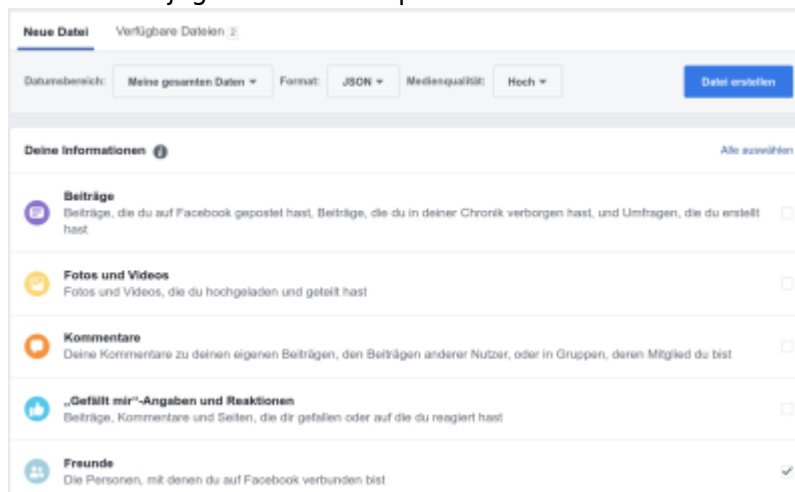 Neue Datei Verfügbare Dateien 2
Datumsbereich: Meine gesamten Daten Format: JSON Medienqualität: Hoch Datei erstellen
Deine Informationen Alle auswählen
Beiträge
Beiträge, die du auf Facebook gepostet hast, Beiträge, die du in deiner Chronik verborgen hast, und Umfragen, die du erstellt
hast
Fotos und Videos
Fotos und Videos, die du hochgeladen und geteilt hast
Kommentare
Deine Kommentare zu deinen eigenen Beiträgen, den Beiträgen anderer Nutzer, oder in Gruppen, deren Mitglied du bist
„Gefällt mir“-Angaben und Reaktionen
Beiträge, Kommentare und Seiten, die dir gefallen oder auf die du reagiert hast
Freunde
Die Personen, mit denen du auf Facebook verbunden bist